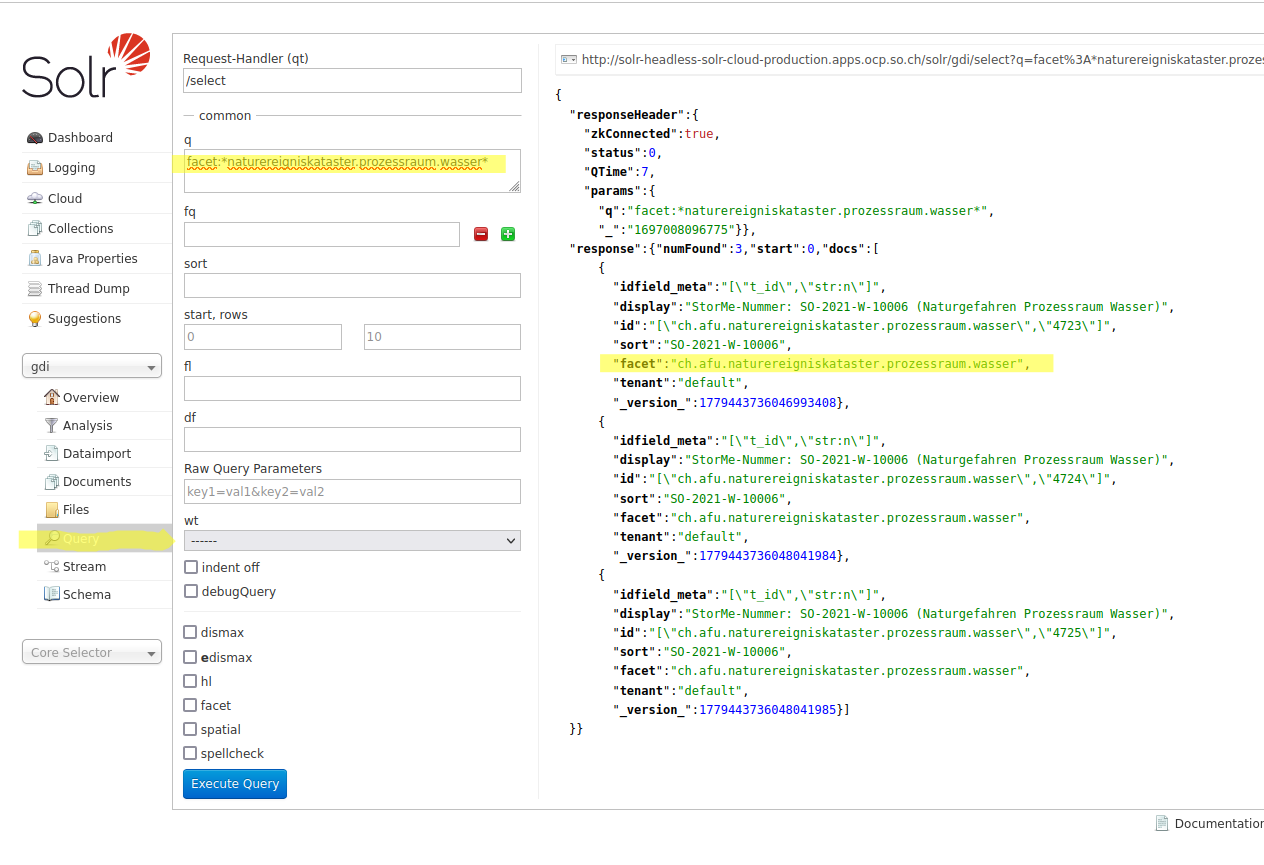 Solr
Dashboard
Logging
Cloud
Collections
Java Properties
Thread Dump
Suggestions
gdi
Overview
Analysis
Dataimport
Documents
Files
Query
Stream
Schema
Core Selector
Request-Handler (qt)
/select
common
q
facet:*naturereigniskataster.prozessraum.wasser*
fq
sort
start, rows
0 10
fl
df
Raw Query Parameters
key1=val1&key2=val2
wt
------
indent off
debugQuery
dismax
edismax
hl
facet
spatial
spellcheck
Execute Query
http://solr-headless-solr-cloud-production.apps.ocp.so.ch/solr/gdi/select?q=facet%3A*naturereigniskataster.prozes
{
"responseHeader":{
"zkConnected":true,
"status":0,
"QTime":7,
"params":{
"q":"facet:*naturereigniskataster.prozessraum.wasser*",
"_":"1697008096775"}},
"response":{"numFound":3,"start":0,"docs":[
{
"idfield_meta":"[\"t_id\",\"str:n\"]",
"display":"StorMe-Nummer: SO-2021-W-10006 (Naturgefahren Prozessraum Wasser)",
"id":"[\"ch.afu.naturereigniskataster.prozessraum.wasser\",\"4723\"]",
"sort":"SO-2021-W-10006",
"facet":"ch.afu.naturereigniskataster.prozessraum.wasser",
"tenant":"default",
"_version_":1779443736046993408},
{
"idfield_meta":"[\"t_id\",\"str:n\"]",
"display":"StorMe-Nummer: SO-2021-W-10006 (Naturgefahren Prozessraum Wasser)",
"id":"[\"ch.afu.naturereigniskataster.prozessraum.wasser\",\"4724\"]",
"sort":"SO-2021-W-10006",
"facet":"ch.afu.naturereigniskataster.prozessraum.wasser",
"tenant":"default",
"_version_":1779443736048041984},
{
"idfield_meta":"[\"t_id\",\"str:n\"]",
"display":"StorMe-Nummer: SO-2021-W-10006 (Naturgefahren Prozessraum Wasser)",
"id":"[\"ch.afu.naturereigniskataster.prozessraum.wasser\",\"4725\"]",
"sort":"SO-2021-W-10006",
"facet":"ch.afu.naturereigniskataster.prozessraum.wasser",
"tenant":"default",
"_version_":1779443736048041985}]
}}
Documentation